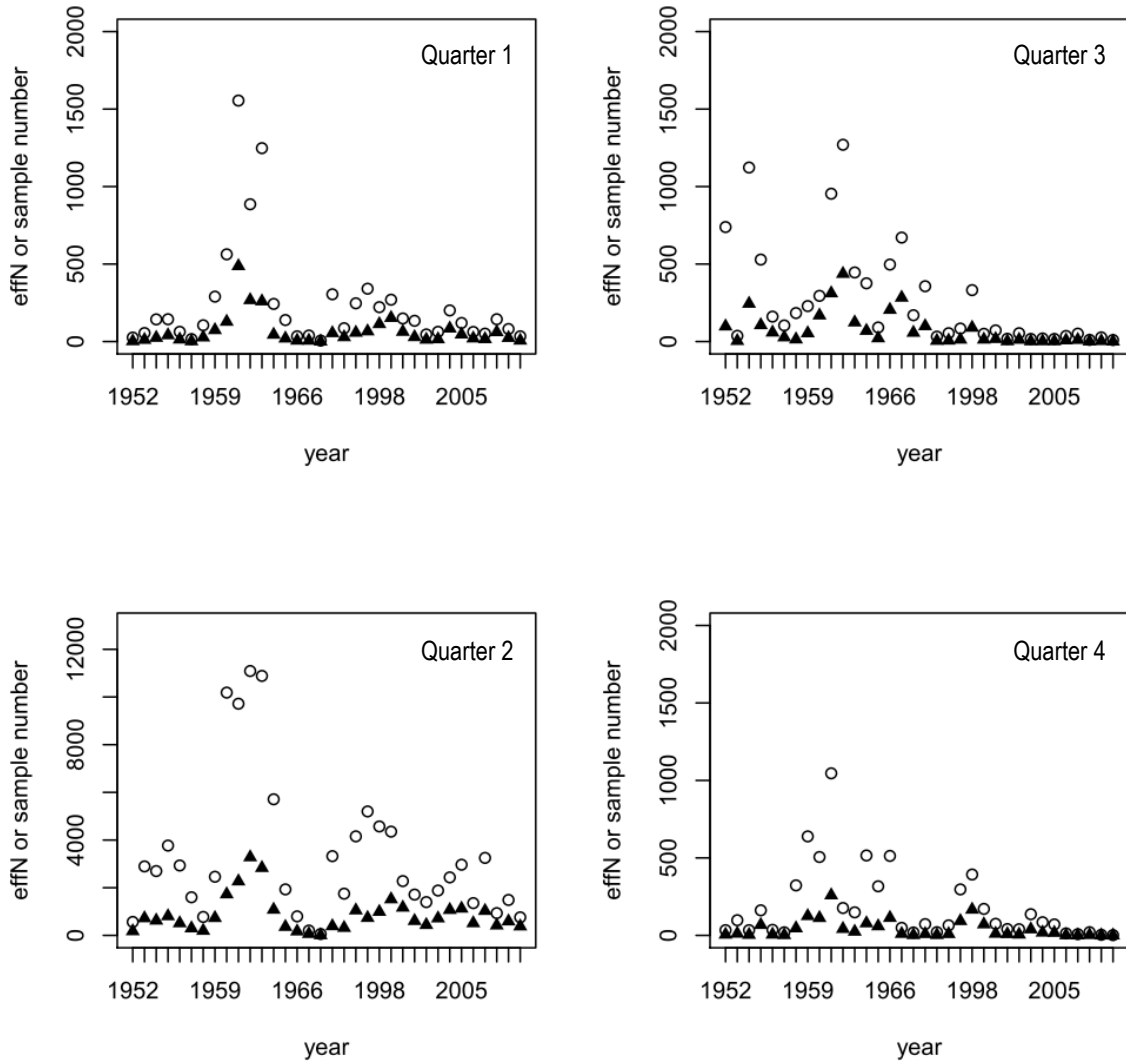 Quarter 1
effN or sample number
2000
1500
1000
500
0
1952 1959 1966 1998 2005
year
Quarter 3
effN or sample number
2000
1500
1000
500
0
1952 1959 1966 1998 2005
year
Quarter 2
effN or sample number
12000
8000
4000
0
1952 1959 1966 1998 2005
year
Quarter 4
effN or sample number
2000
1500
1000
500
0
1952 1959 1966 1998 2005
year